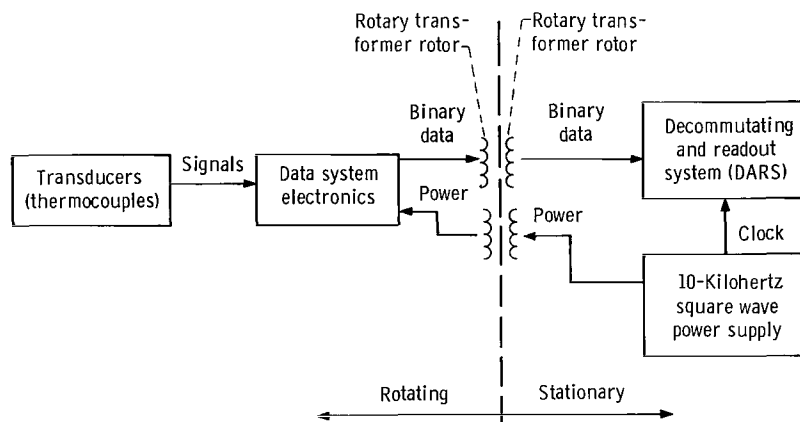 Rotary trans-
former rotor
Rotary trans-
former rotor
Binary
data
Binary
data
Decommutating
and readout
system (DARS)
Transducers
(thermocouples)
Signals
Data system
electronics
Power
Power
Clock
10-Kilohertz
square wave
power supply
Rotating
Stationary